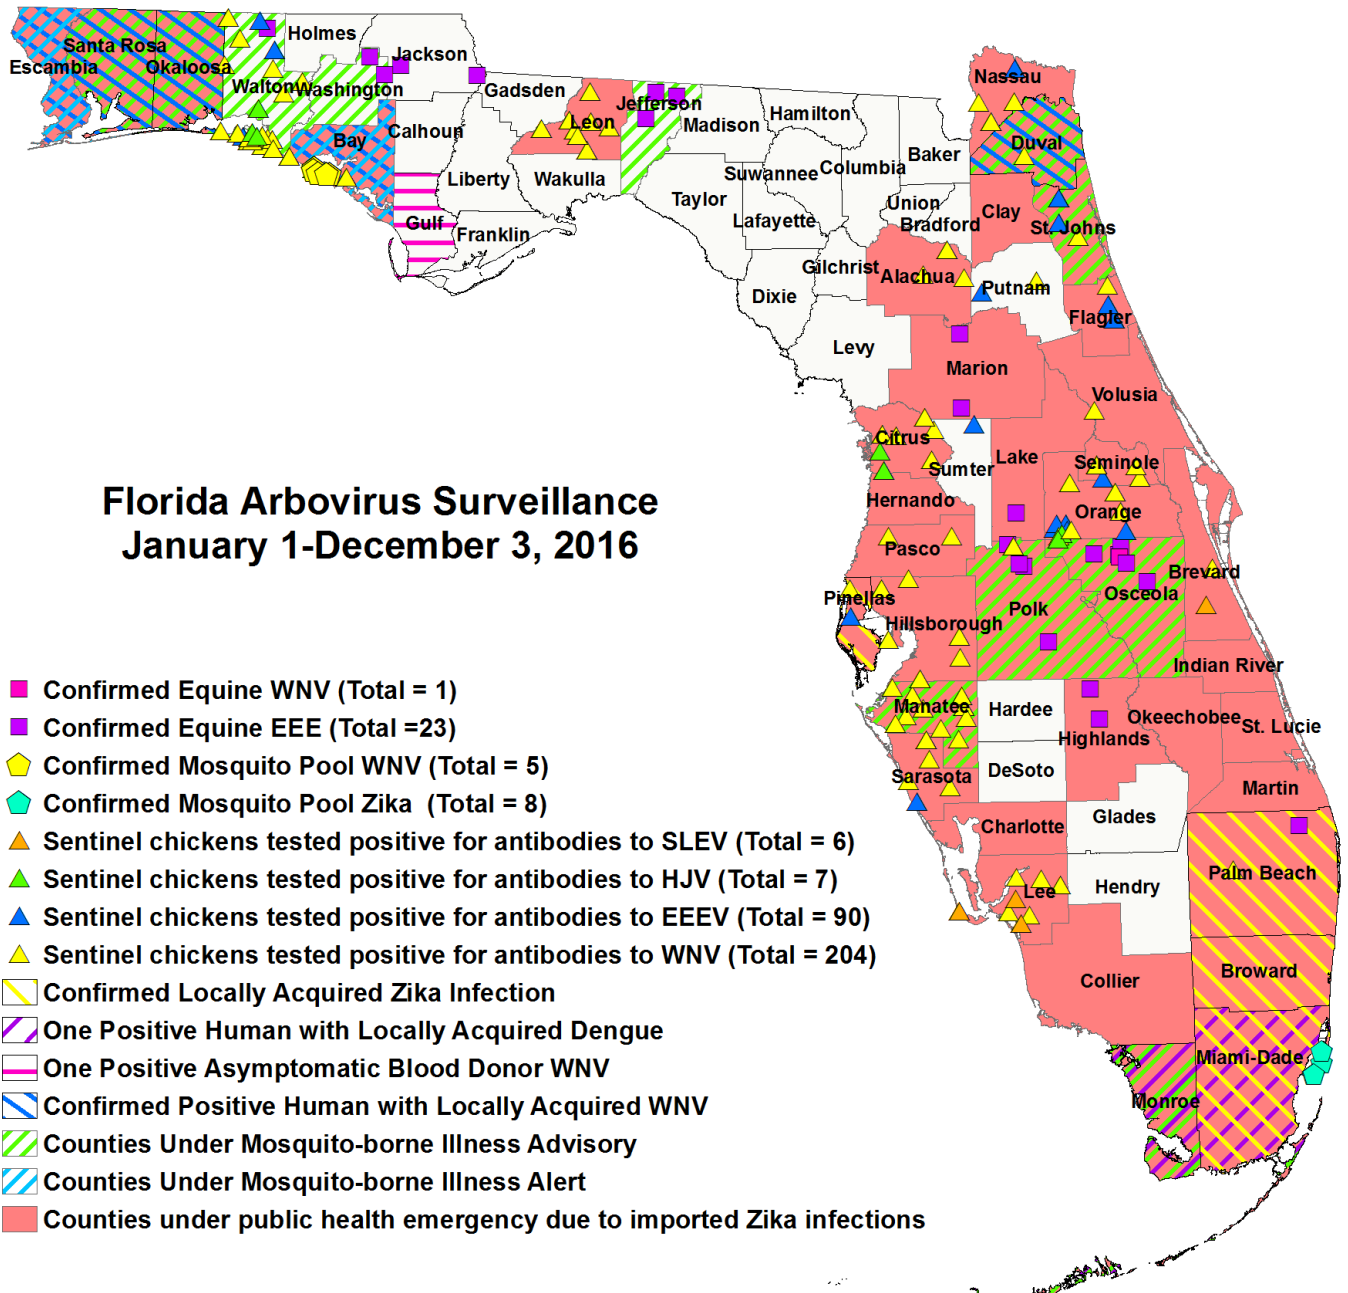 Holmes
Jackson
Santa Rosa
Escambia
Okaloosa
Walton
Washington
Gadsden
Jefferson
Leon
Madison
Hamilton
Nassau
Calhoun
Bay
Duval
Baker
Columbia
Suwannee
Liberty
Wakulla
Taylor
Union
Lafayette
Bradford
Clay
St. Johns
Gulf
Franklin
Gilchrist
Alachua
Putnam
Dixie
Flagler
Levy
Marion
Volusia
Citrus
Sumter
Lake
Seminole
Hernando
Orange
Florida Arbovirus Surveillance
January 1-December 3, 2016
Pasco
Brevard
Pinellas
Polk
Osceola
Hillsborough
Indian River
Manatee
Hardee
Okeechobee
St. Lucie
Highlands
Sarasota
DeSoto
Martin
Charlotte
Glades
Palm Beach
Lee
Hendry
Broward
Collier
Miami-Dade
Monroe
Confirmed Equine WNV (Total = 1)
Confirmed Equine EEE (Total =23)
Confirmed Mosquito Pool WNV (Total = 5)
Confirmed Mosquito Pool Zika (Total = 8)
Sentinel chickens tested positive for antibodies to SLEV (Total = 6)
Sentinel chickens tested positive for antibodies to HJV (Total = 7)
Sentinel chickens tested positive for antibodies to EEEV (Total = 90)
Sentinel chickens tested positive for antibodies to WNV (Total = 204)
Confirmed Locally Acquired Zika Infection
One Positive Human with Locally Acquired Dengue
One Positive Asymptomatic Blood Donor WNV
Confirmed Positive Human with Locally Acquired WNV
Counties Under Mosquito-borne Illness Advisory
Counties Under Mosquito-borne Illness Alert
Counties under public health emergency due to imported Zika infections